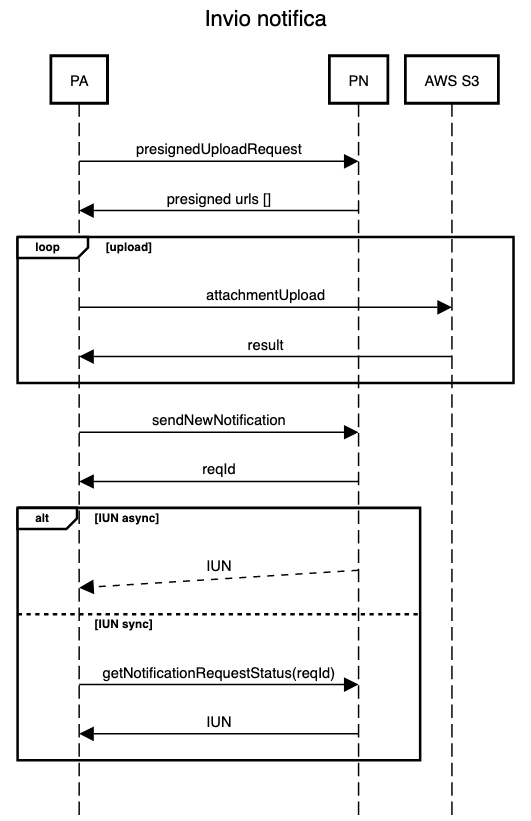 Invio notifica
PA
PN
AWS S3
presignedUploadRequest
presigned urls []
loop
[upload]
attachmentUpload
result
sendNewNotification
reqId
alt
[IUN async]
IUN
[IUN sync]
getNotificationRequestStatus(reqId)
IUN